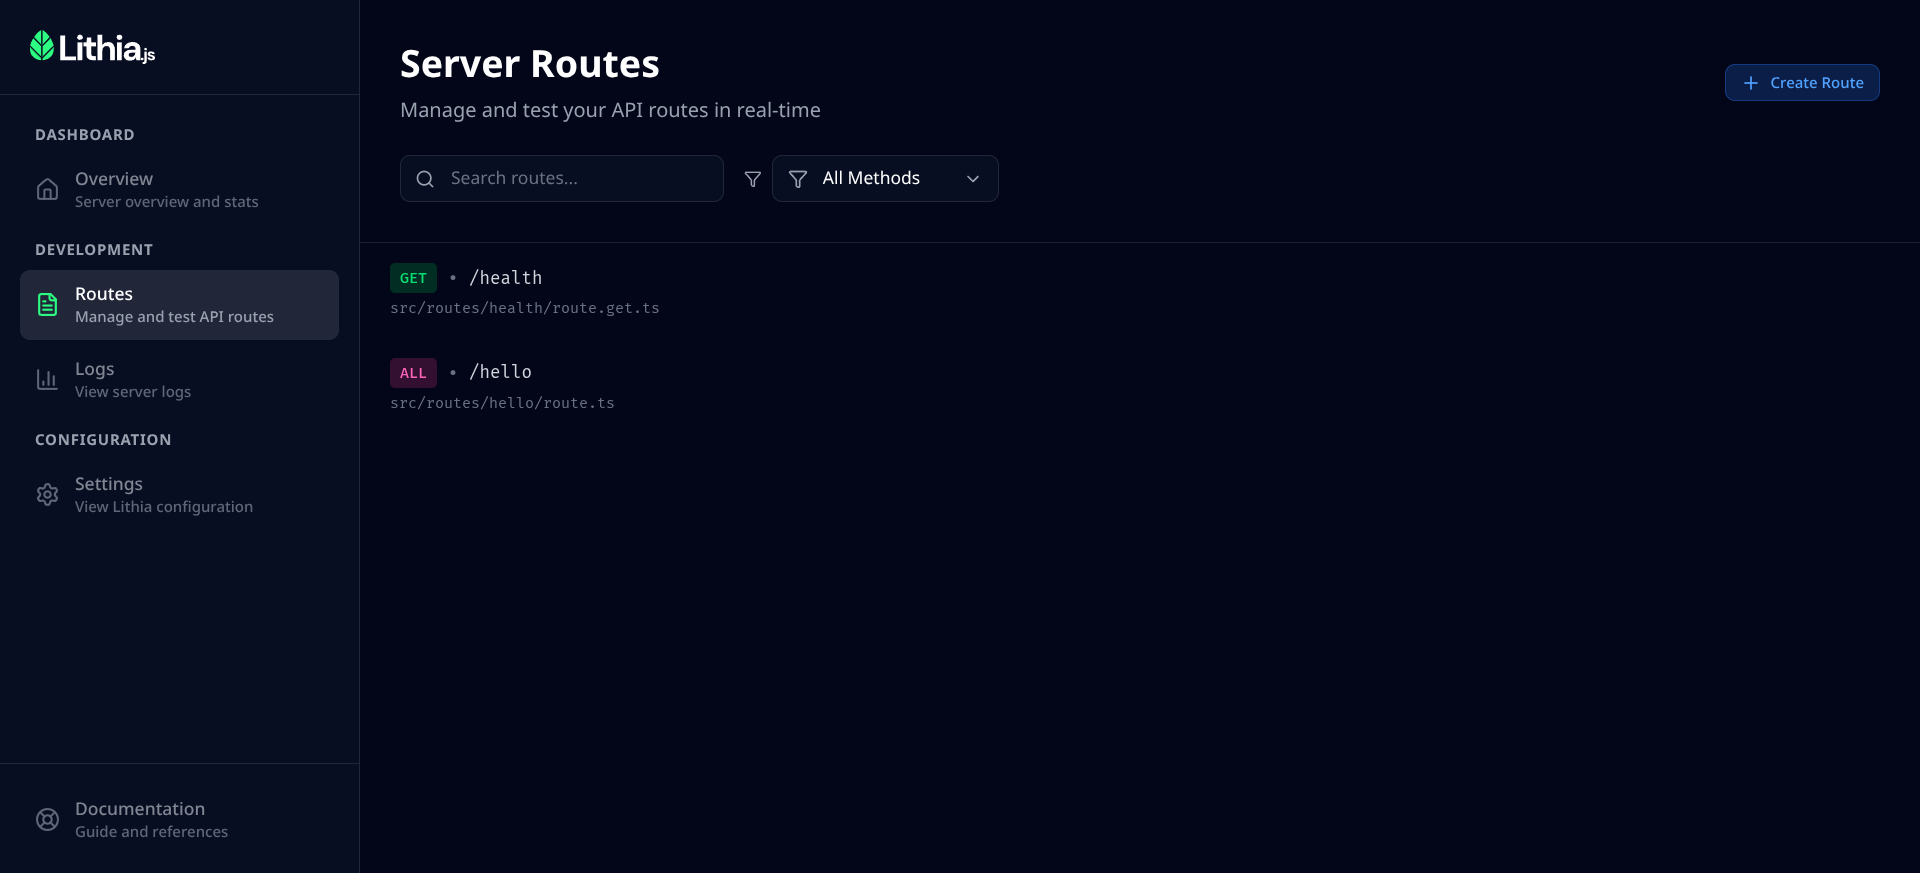 Lithia.js
DASHBOARD
Overview
Server overview and stats
DEVELOPMENT
Routes
Manage and test API routes
Logs
View server logs
CONFIGURATION
Settings
View Lithia configuration
Documentation
Guide and references
Server Routes
Manage and test your API routes in real-time
Create Route
Search routes...
All Methods
GET • /health
src/routes/health/route.get.ts
ALL • /hello
src/routes/hello/route.ts